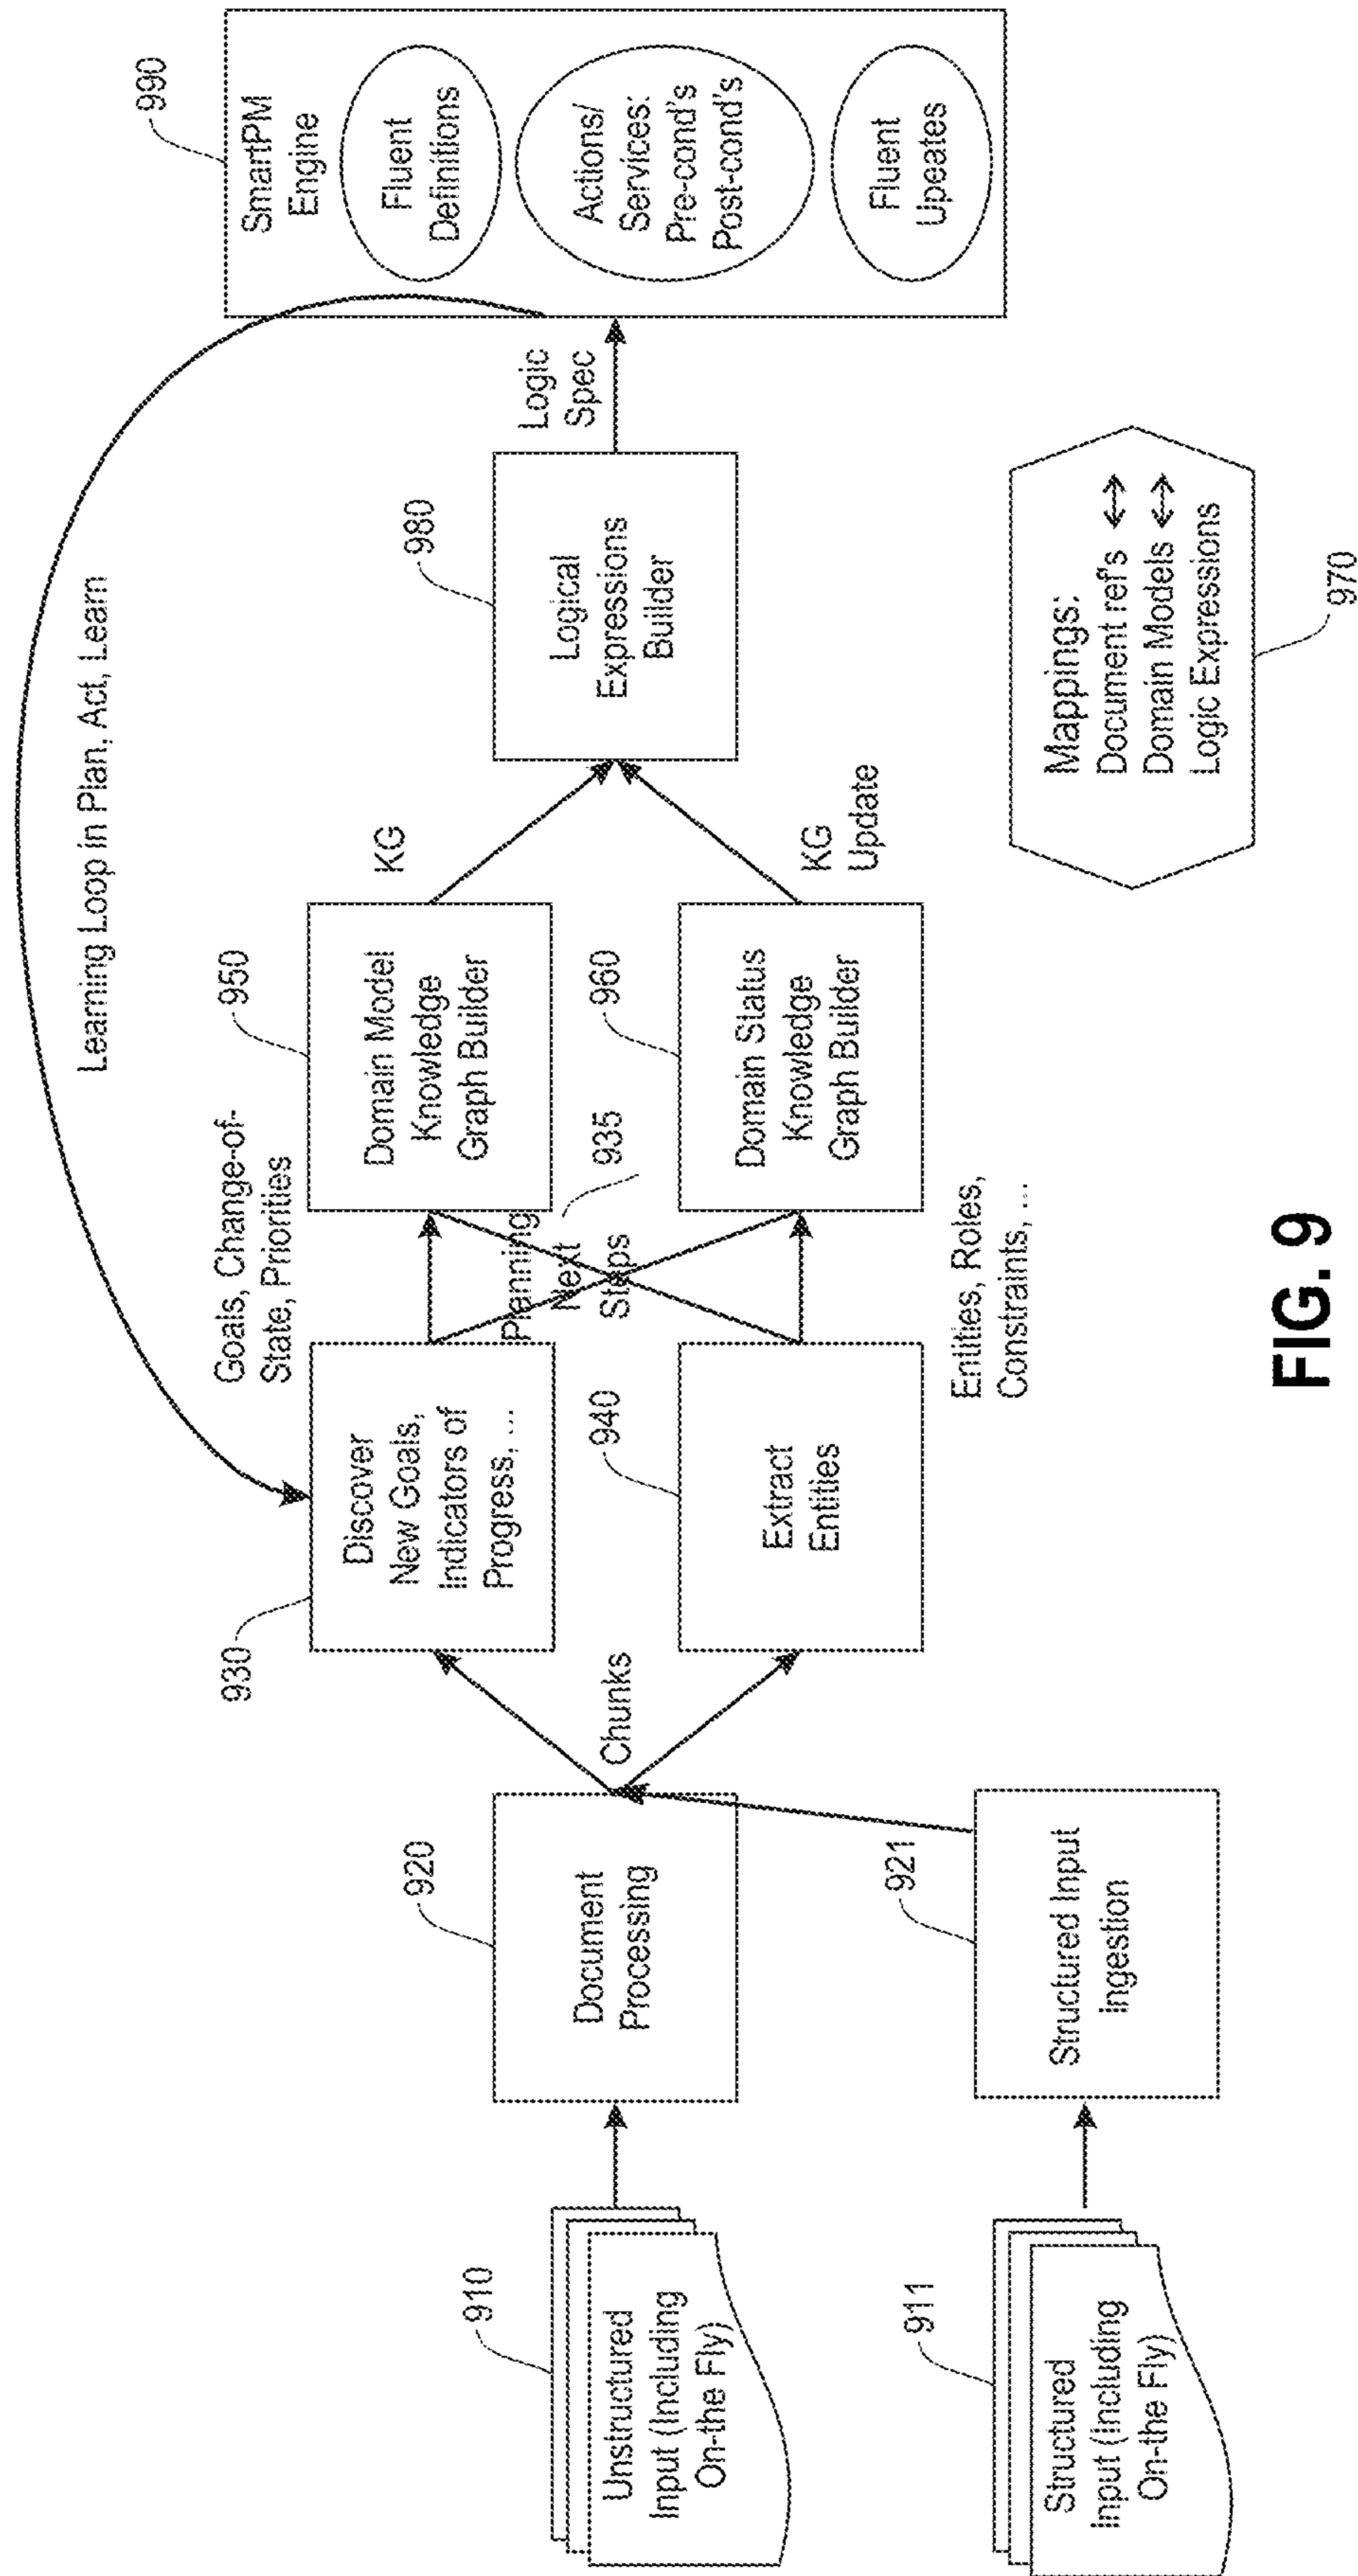 Learning Loop in Plan, Act, Learn
910
Unstructured
Input (Including
On-the Fly)
911
Structured
Input (Including
On-the Fly)
920
Document
Processing
921
Structured Input
Ingestion
Chunks
930
Discover
New Goals,
Indicators of
Progress, ...
940
Extract
Entities
Goals, Change-of-
State, Priorities
Planning
Next
Steps
935
Entities, Roles,
Constraints, ...
950
Domain Model
Knowledge
Graph Builder
960
Domain Status
Knowledge
Graph Builder
KG
KG
Update
980
Logical
Expressions
Builder
Logic
Spec
990
SmartPM
Engine
Fluent
Definitions
Actions/
Services:
Pre-cond's
Post-cond's
Fluent
Upeates
Mappings:
Document ref's ↔
Domain Models ↔
Logic Expressions
970
FIG. 9